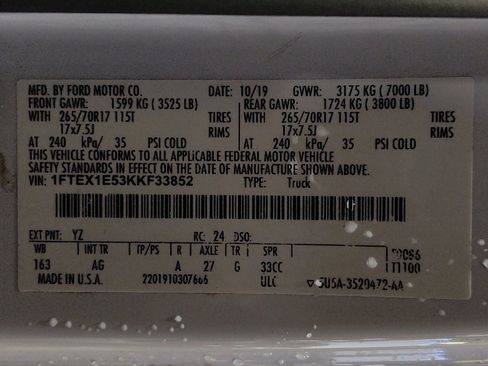 MFD. BY FORD MOTOR CO. DATE: 10/19 GVWR: 3175 KG ( 7000 LB)
FRONT GAWR: 1599 KG ( 3525 LB) REAR GAWR: 1724 KG ( 3800 LB)
WITH 265/70R17 115T TIRES WITH 265/70R17 115T TIRES
17x7.5J RIMS 17x7.5J RIMS
AT 240 kPa/ 35 PSI COLD AT 240 kPa/ 35 PSI COLD
THIS VEHICLE CONFORMS TO ALL APPLICABLE FEDERAL MOTOR VEHICLE
SAFETY STANDARDS IN EFFECT ON THE DATE OF MANUFACTURE SHOWN ABOVE.
VIN: 1FTEX1E53KKF33852 TYPE: Truck
EXT PNT: YZ RC: 24 DSO:
WB INT TR TP/PS R AXLE TR SPR
163 AG A 27 G 33CC
MADE IN U.S.A. 2201910307666 ULC 5U5A-3520472-AA